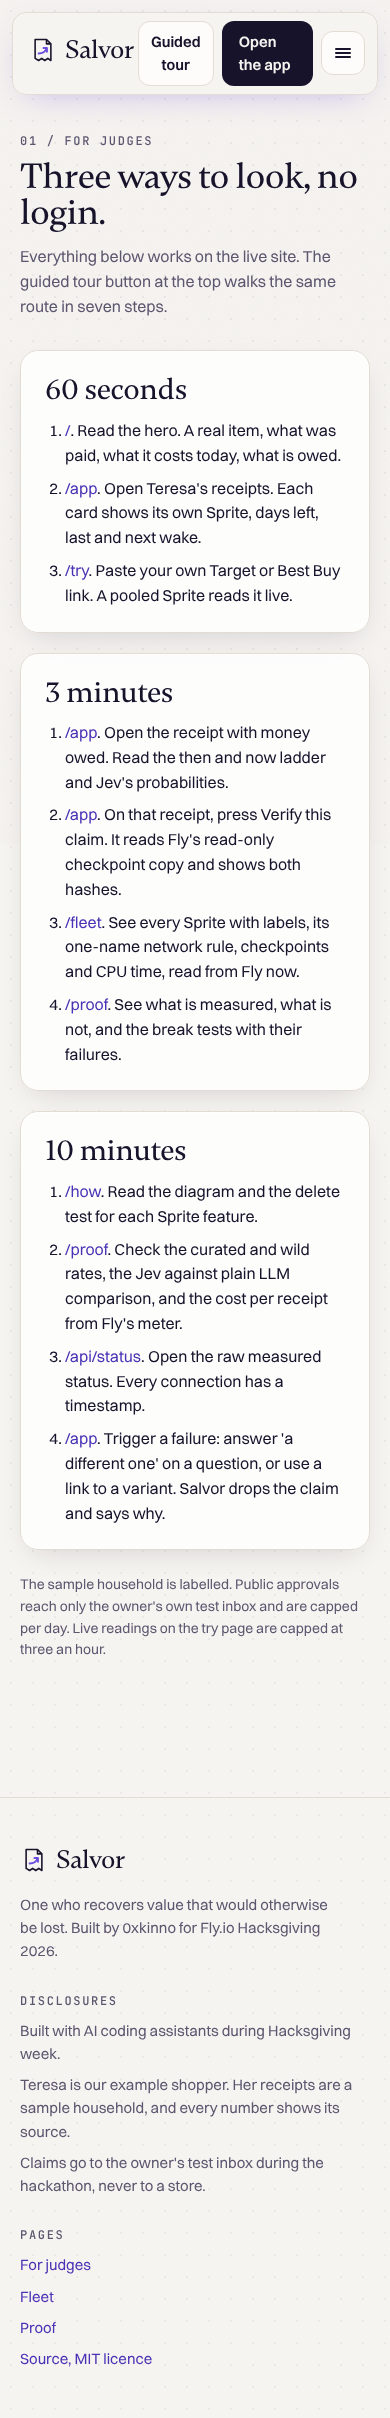 Salvor
Guided
tour
Open
the app
01 / FOR JUDGES
Three ways to look, no
login.
Everything below works on the live site. The
guided tour button at the top walks the same
route in seven steps.
60 seconds
1. /. Read the hero. A real item, what was
paid, what it costs today, what is owed.
2. /app. Open Teresa's receipts. Each
card shows its own Sprite, days left,
last and next wake.
3. /try. Paste your own Target or Best Buy
link. A pooled Sprite reads it live.
3 minutes
1. /app. Open the receipt with money
owed. Read the then and now ladder
and Jev's probabilities.
2. /app. On that receipt, press Verify this
claim. It reads Fly's read-only
checkpoint copy and shows both
hashes.
3. /fleet. See every Sprite with labels, its
one-name network rule, checkpoints
and CPU time, read from Fly now.
4. /proof. See what is measured, what is
not, and the break tests with their
failures.
10 minutes
1. /how. Read the diagram and the delete
test for each Sprite feature.
2. /proof. Check the curated and wild
rates, the Jev against plain LLM
comparison, and the cost per receipt
from Fly's meter.
3. /api/status. Open the raw measured
status. Every connection has a
timestamp.
4. /app. Trigger a failure: answer 'a
different one' on a question, or use a
link to a variant. Salvor drops the claim
and says why.
The sample household is labelled. Public approvals
reach only the owner's own test inbox and are capped
per day. Live readings on the try page are capped at
three an hour.
Salvor
One who recovers value that would otherwise
be lost. Built by 0xkinno for Fly.io Hacksgiving
2026.
DISCLOSURES
Built with AI coding assistants during Hacksgiving
week.
Teresa is our example shopper. Her receipts are a
sample household, and every number shows its
source.
Claims go to the owner's test inbox during the
hackathon, never to a store.
PAGES
For judges
Fleet
Proof
Source, MIT licence